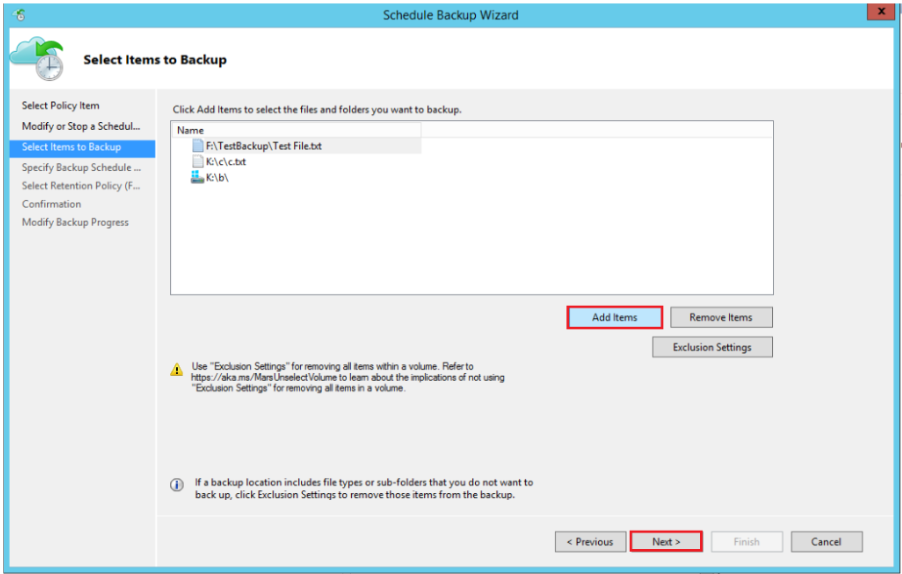 Schedule Backup Wizard
x
Select Items to Backup
Select Policy Item
Modify or Stop a Schedul...
Select Items to Backup
Specify Backup Schedule ...
Select Retention Policy (F...
Confirmation
Modify Backup Progress
Click Add Items to select the files and folders you want to backup.
Name
F:\TestBackup\Test File.txt
K:\c\c.txt
K:\b\
Add Items
Remove Items
Exclusion Settings
Use "Exclusion Settings" for removing all items within a volume. Refer to
https://aka.ms/MarsUnselectVolume to learn about the implications of not using
"Exclusion Settings" for removing all items in a volume.
If a backup location includes file types or sub-folders that you do not want to
back up, click Exclusion Settings to remove those items from the backup.
< Previous
Next >
Finish
Cancel